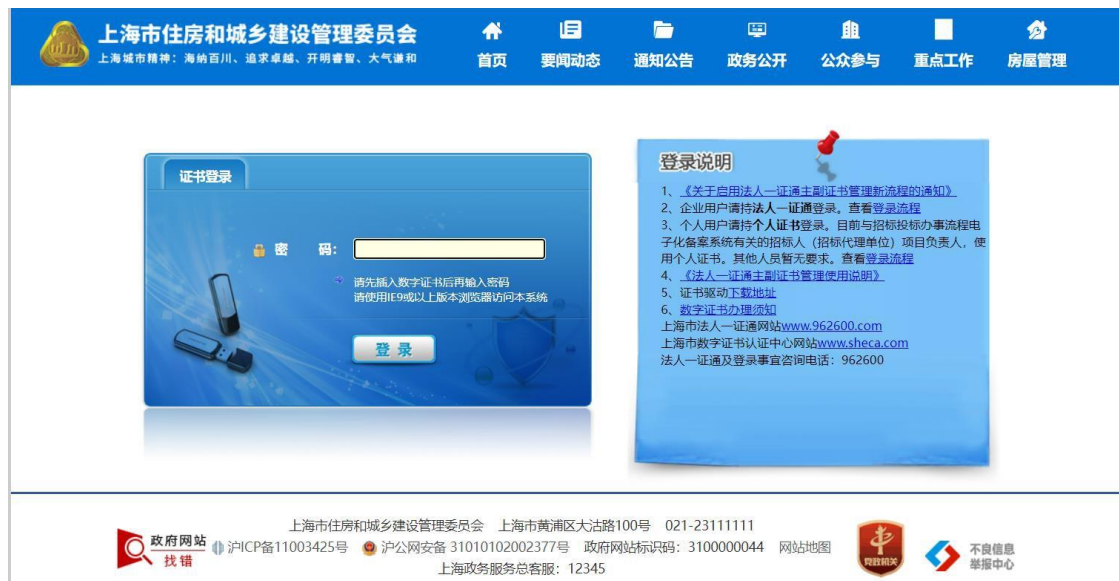 上海市住房和城乡建设管理委员会
上海城市精神：海纳百川、追求卓越、开明睿智、大气谦和
首页 要闻动态 通知公告 政务公开 公众参与 重点工作 房屋管理
证书登录
密 码：
请先插入数字证书后再输入密码
请使用IE9或以上版本浏览器访问本系统
登 录
登录说明
1、《关于启用法人一证通主副证书管理新流程的通知》
2、企业用户请持法人一证通登录。查看登录流程
3、个人用户请持个人证书登录。目前与招标投标办事流程电
子化备案系统有关的招标人（招标代理单位）项目负责人，使
用个人证书。其他人员暂无要求。查看登录流程
4、《法人一证通主副证书管理使用说明》
5、证书驱动下载地址
6、数字证书办理须知
上海市法人一证通网站www.962600.com
上海市数字证书认证中心网站www.sheca.com
法人一证通及登录事宜咨询电话：962600
政府网站
找错
上海市住房和城乡建设管理委员会 上海市黄浦区大沽路100号 021-23111111
沪ICP备11003425号 沪公网安备 31010102002377号 政府网站标识码：3100000044 网站地图
上海政务服务总客服：12345
党政机关
不良信息
举报中心